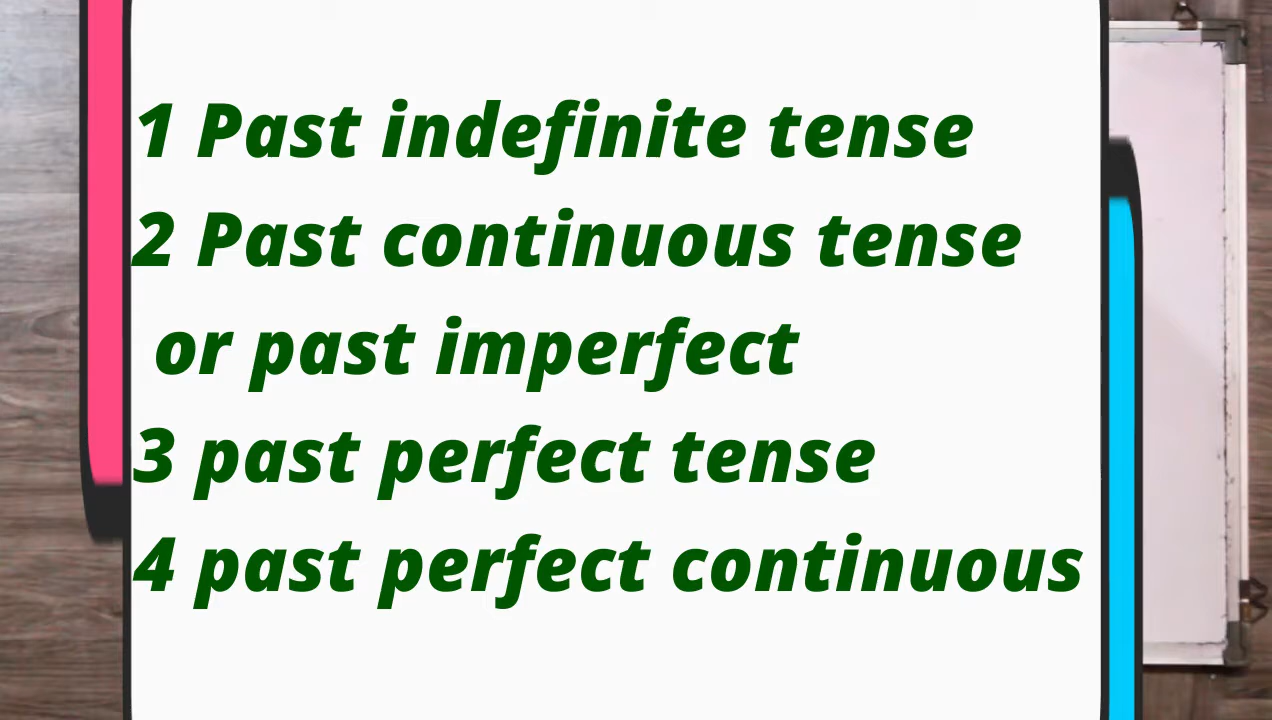 1 Past indefinite tense
2 Past continuous tense
or past imperfect
3 past perfect tense
4 past perfect continuous